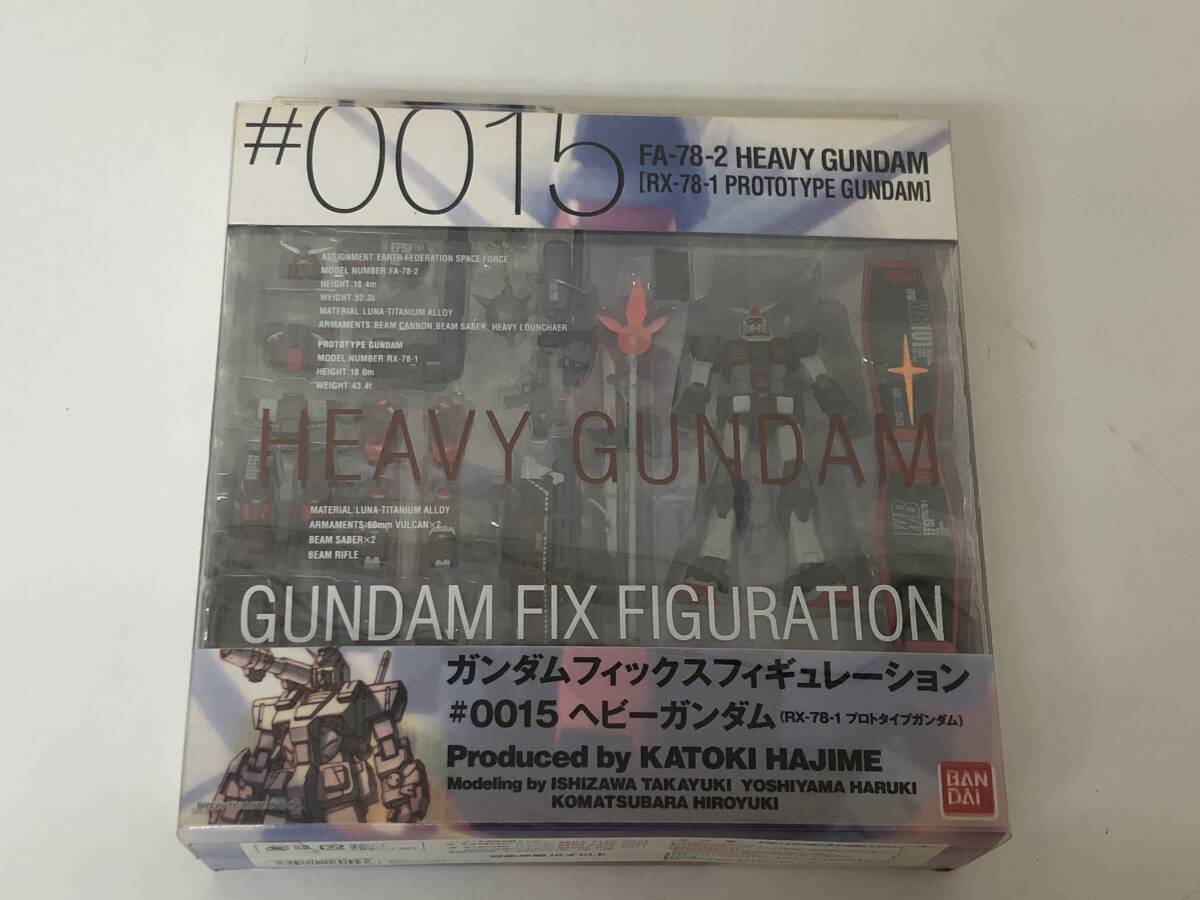 #0015
FA-78-2 HEAVY GUNDAM
[RX-78-1 PROTOTYPE GUNDAM]
EFSF
ASSIGNMENT EARTH FEDERATION SPACE FORCE
MODEL NUMBER FA-78-2
HEIGHT 18.4m
WEIGHT 52.2t
MATERIAL LUNA-TITANIUM ALLOY
ARMAMENTS BEAM CANNON BEAM SABER, HEAVY LOUNCHAER
PROTOTYPE GUNDAM
MODEL NUMBER RX-78-1
HEIGHT 18.0m
WEIGHT 43.4t
101
HEAVY GUNDAM
WB
EFSF
MATERIAL LUNA-TITANIUM ALLOY
ARMAMENTS 60mm VULCAN×2
BEAM SABER×2
BEAM RIFLE
GUNDAM FIX FIGURATION
ガンダムフィックスフィギュレーション
#0015 ヘビーガンダム(RX-78-1 プロトタイプガンダム)
Produced by KATOKI HAJIME
Modeling by ISHIZAWA TAKAYUKI YOSHIYAMA HARUKI
KOMATSUBARA HIROYUKI
BAN
DAI